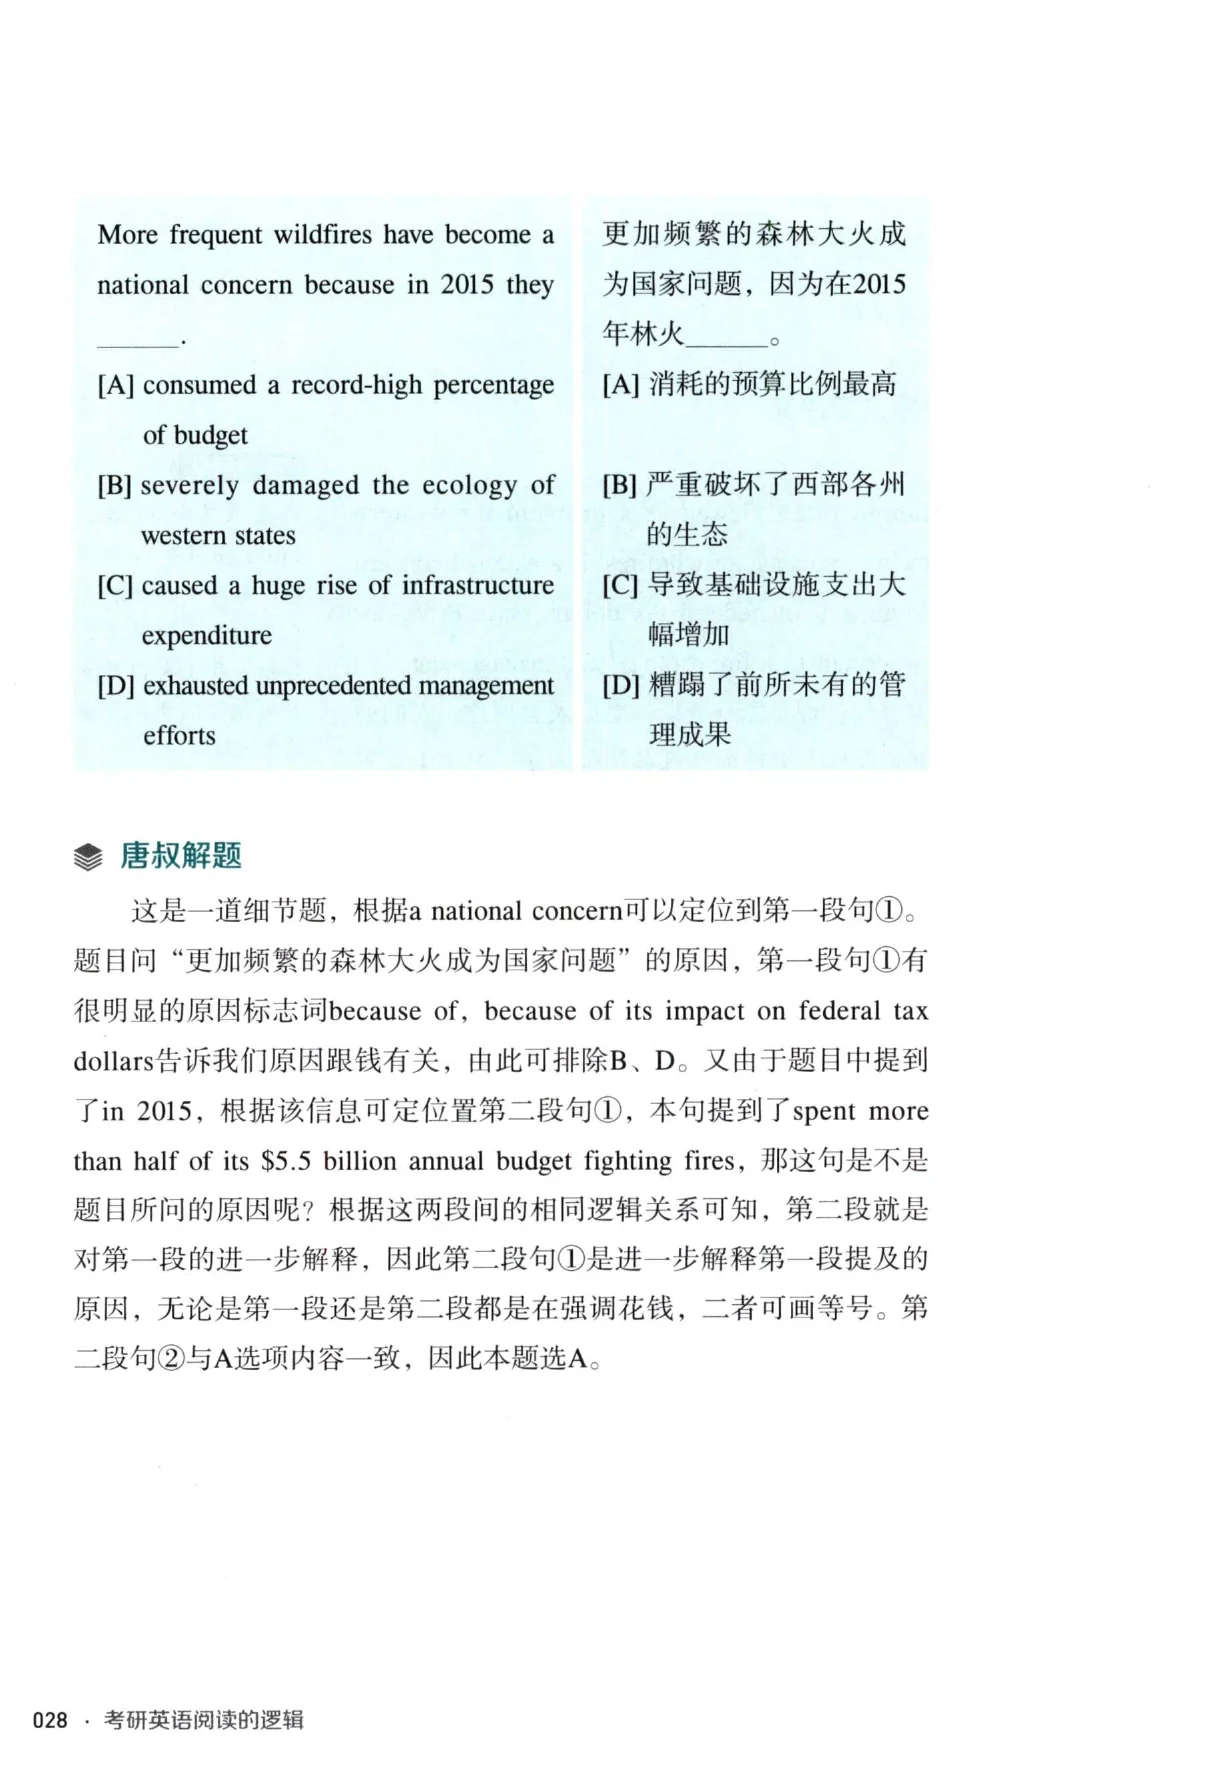 More frequent wildfires have become a
national concern because in 2015 they
______.
[A] consumed a record-high percentage
of budget
[B] severely damaged the ecology of
western states
[C] caused a huge rise of infrastructure
expenditure
[D] exhausted unprecedented management
efforts
更加频繁的森林大火成
为国家问题，因为在2015
年林火______。
[A] 消耗的预算比例最高
[B] 严重破坏了西部各州
的生态
[C] 导致基础设施支出大
幅增加
[D] 糟蹋了前所未有的管
理成果
唐叔解题
这是一道细节题，根据a national concern可以定位到第一段句①。
题目问“更加频繁的森林大火成为国家问题”的原因，第一段句①有
很明显的原因标志词because of，because of its impact on federal tax
dollars告诉我们原因跟钱有关，由此可排除B、D。又由于题目中提到
了in 2015，根据该信息可定位置第二段句①，本句提到了spent more
than half of its $5.5 billion annual budget fighting fires，那这句是不是
题目所问的原因呢？根据这两段间的相同逻辑关系可知，第二段就是
对第一段的进一步解释，因此第二段句①是进一步解释第一段提及的
原因，无论是第一段还是第二段都是在强调花钱，二者可画等号。第
二段句②与A选项内容一致，因此本题选A。
028 · 考研英语阅读的逻辑